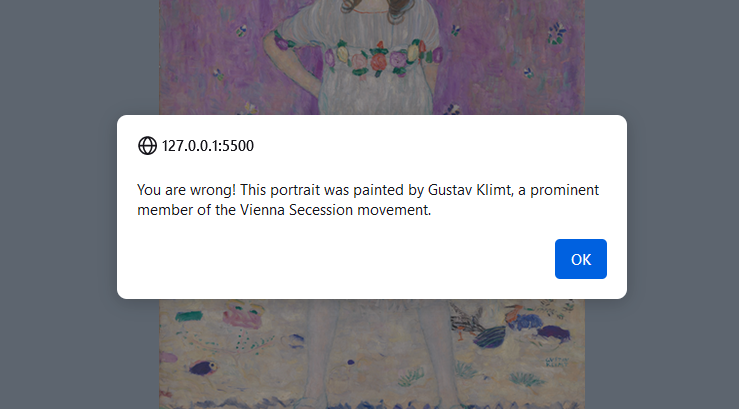 127.0.0.1:5500
You are wrong! This portrait was painted by Gustav Klimt, a prominent
member of the Vienna Secession movement.
OK